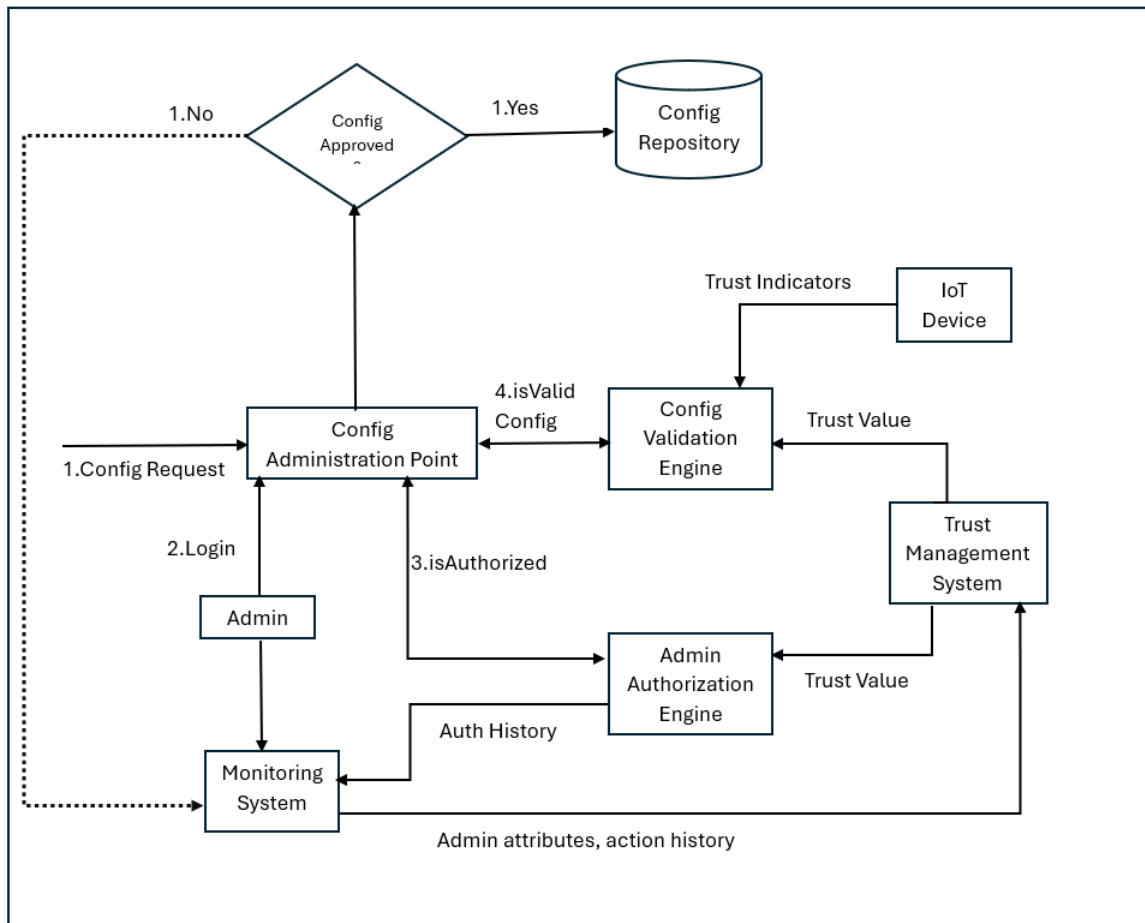 1.No
1.Yes
Config
Approved
Config
Repository
Trust Indicators
IoT
Device
4.isValid
Config
Config
Validation
Engine
Trust Value
Config
Administration Point
1.Config Request
2.Login
3.isAuthorized
Trust
Management
System
Admin
Admin
Authorization
Engine
Trust Value
Auth History
Monitoring
System
Admin attributes, action history